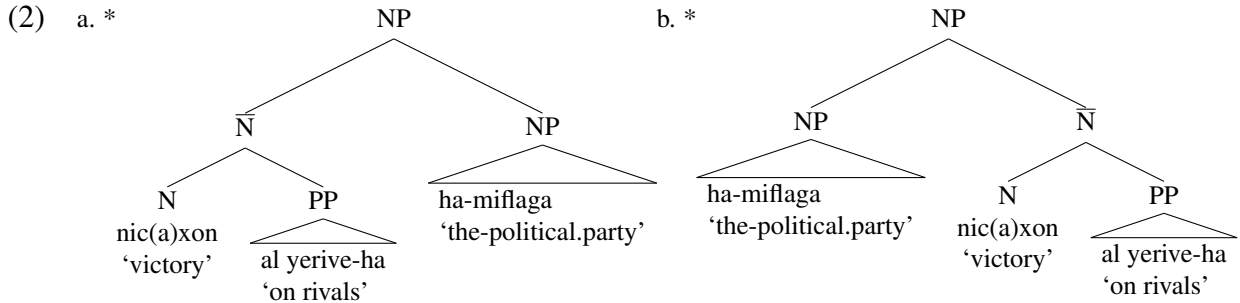 (2) a. * NP b. * NP
N̅ NP NP N̅
N PP ha-miflaga ha-miflaga N PP
nic(a)xon ‘the-political.party’ ‘the-political.party’ nic(a)xon
‘victory’ al yerive-ha ‘victory’ al yerive-ha
‘on rivals’ ‘on rivals’